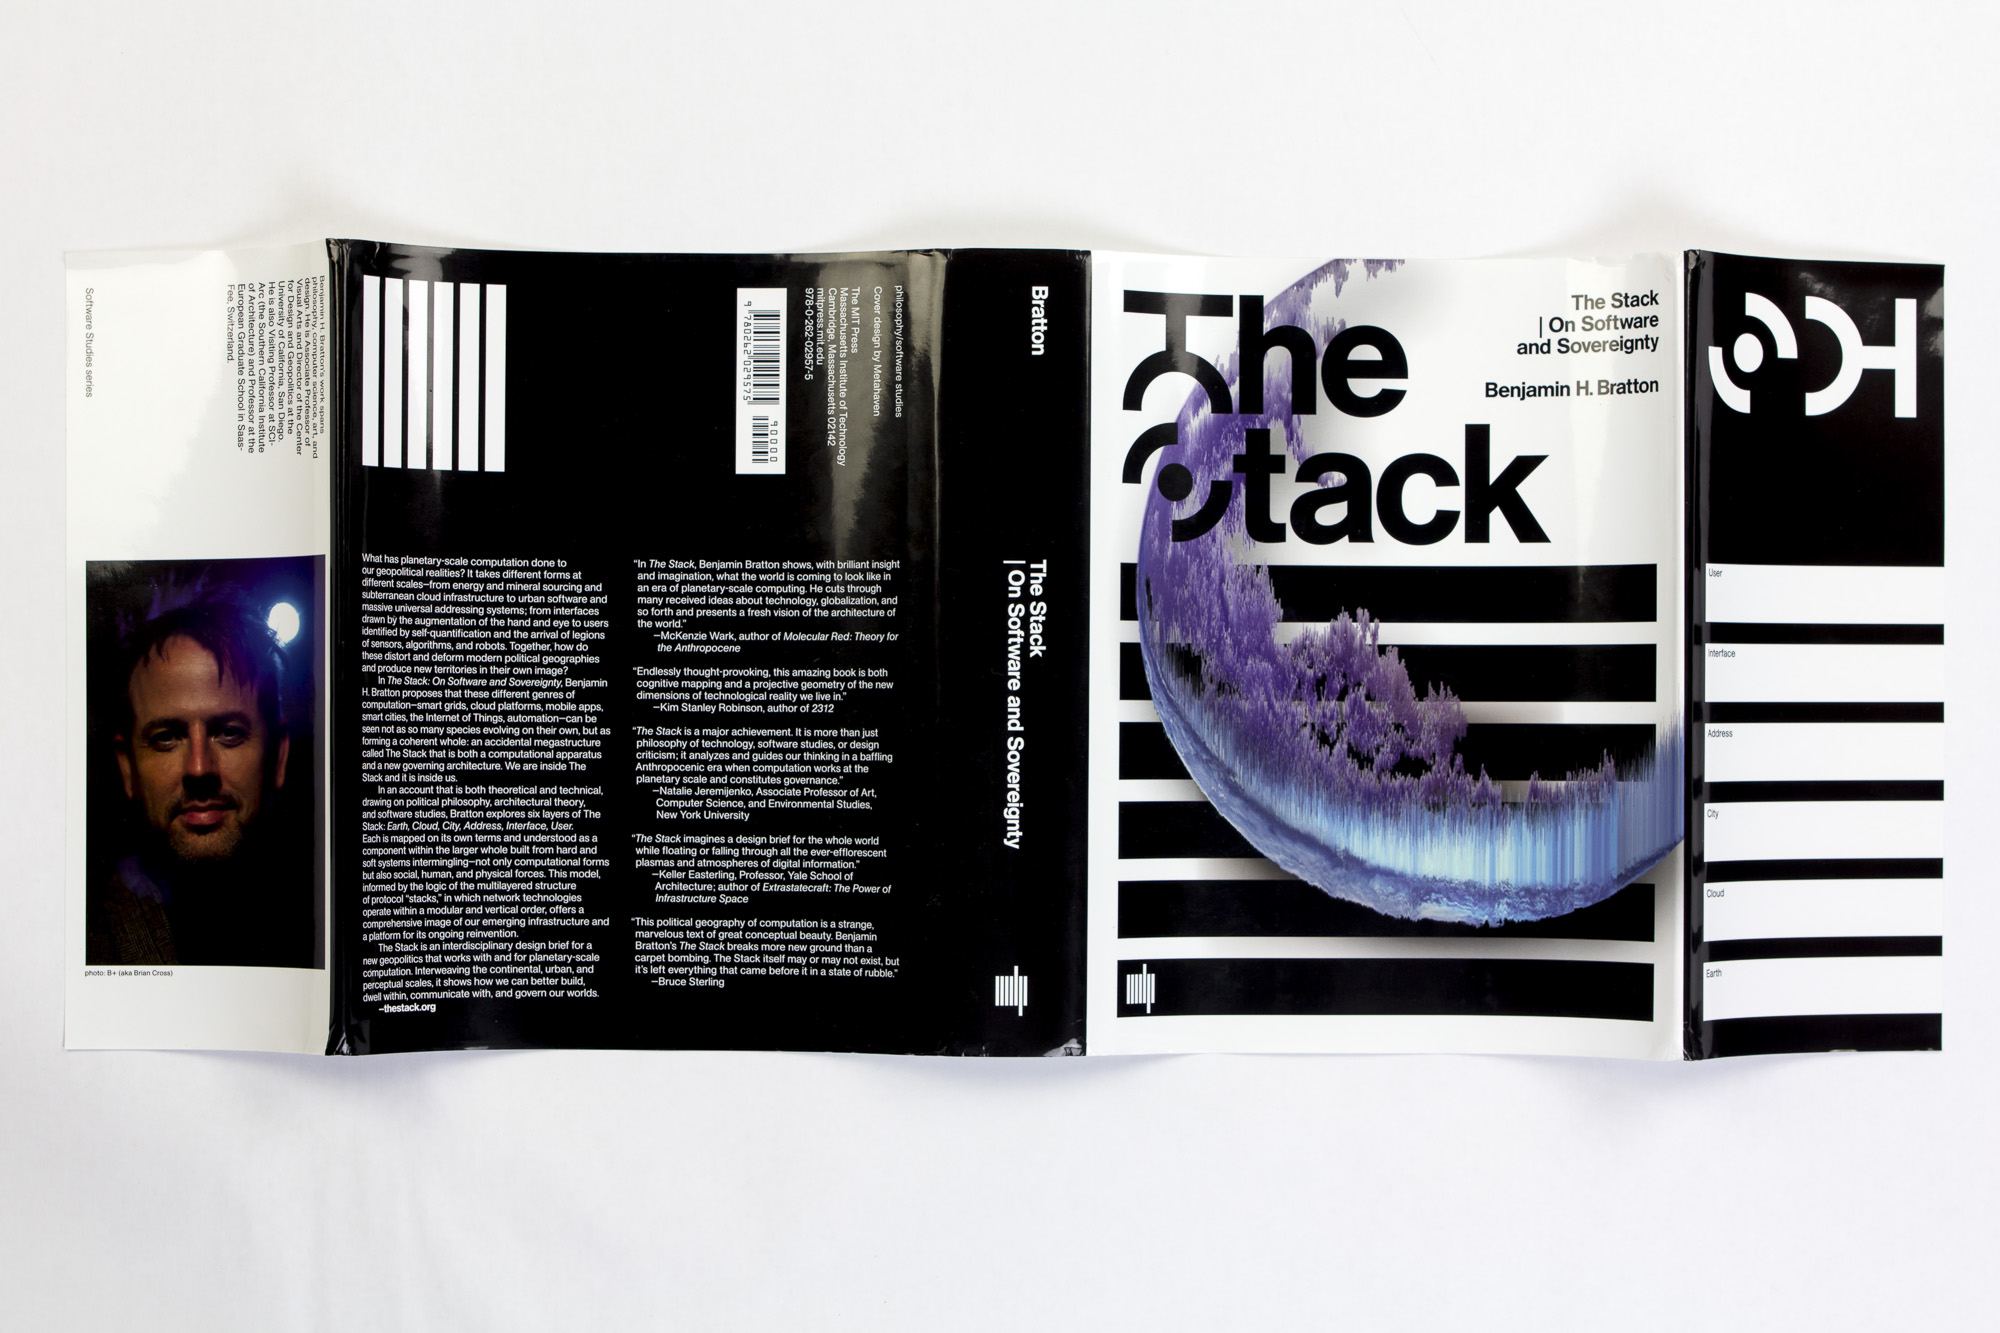 Software Studies series
Benjamin H. Bratton's work spans
philosophy, computer science, art, and
design. He is Associate Professor of
Visual Arts and Director of the Center
for Design and Geopolitics at the
University of California, San Diego.
He is also Visiting Professor at SCI-
Arc (the Southern California Institute
of Architecture) and Professor at the
European Graduate School in Saas-
Fee, Switzerland.
photo: B+ (aka Brian Cross)
What has planetary-scale computation done to
our geopolitical realities? It takes different forms at
different scales—from energy and mineral sourcing and
subterranean cloud infrastructure to urban software and
massive universal addressing systems; from interfaces
drawn by the augmentation of the hand and eye to users
identified by self-quantification and the arrival of legions
of sensors, algorithms, and robots. Together, how do
these distort and deform modern political geographies
and produce new territories in their own image?
In The Stack: On Software and Sovereignty, Benjamin
H. Bratton proposes that these different genres of
computation—smart grids, cloud platforms, mobile apps,
smart cities, the Internet of Things, automation—can be
seen not as so many species evolving on their own, but as
forming a coherent whole: an accidental megastructure
called The Stack that is both a computational apparatus
and a new governing architecture. We are inside The
Stack and it is inside us.
In an account that is both theoretical and technical,
drawing on political philosophy, architectural theory,
and software studies, Bratton explores six layers of The
Stack: Earth, Cloud, City, Address, Interface, User.
Each is mapped on its own terms and understood as a
component within the larger whole built from hard and
soft systems intermingling—not only computational forms
but also social, human, and physical forces. This model,
informed by the logic of the multilayered structure
of protocol “stacks,” in which network technologies
operate within a modular and vertical order, offers a
comprehensive image of our emerging infrastructure and
a platform for its ongoing reinvention.
The Stack is an interdisciplinary design brief for a
new geopolitics that works with and for planetary-scale
computation. Interweaving the continental, urban, and
perceptual scales, it shows how we can better build,
dwell within, communicate with, and govern our worlds.
–thestack.org
9 780262 029575
90000
philosophy/software studies
Cover design by Metahaven
The MIT Press
Massachusetts Institute of Technology
Cambridge, Massachusetts 02142
mitpress.mit.edu
978-0-262-02957-5
“In The Stack, Benjamin Bratton shows, with brilliant insight
and imagination, what the world is coming to look like in
an era of planetary-scale computing. He cuts through
many received ideas about technology, globalization, and
so forth and presents a fresh vision of the architecture of
the world.”
—McKenzie Wark, author of Molecular Red: Theory for
the Anthropocene
“Endlessly thought-provoking, this amazing book is both
cognitive mapping and a projective geometry of the new
dimensions of technological reality we live in.”
—Kim Stanley Robinson, author of 2312
“The Stack is a major achievement. It is more than just
philosophy of technology, software studies, or design
criticism; it analyzes and guides our thinking in a baffling
Anthropocenic era when computation works at the
planetary scale and constitutes governance.”
—Natalie Jeremijenko, Associate Professor of Art,
Computer Science, and Environmental Studies,
New York University
“The Stack imagines a design brief for the whole world
while floating or falling through all the ever-efflorescent
plasmas and atmospheres of digital information.”
—Keller Easterling, Professor, Yale School of
Architecture; author of Extrastatecraft: The Power of
Infrastructure Space
“This political geography of computation is a strange,
marvelous text of great conceptual beauty. Benjamin
Bratton’s The Stack breaks more new ground than a
carpet bombing. The Stack itself may or may not exist, but
it’s left everything that came before it in a state of rubble.”
—Bruce Sterling
Bratton
The Stack
| On Software and Sovereignty
The
Stack
The Stack
| On Software
and Sovereignty
Benjamin H. Bratton
User
Interface
Address
City
Cloud
Earth